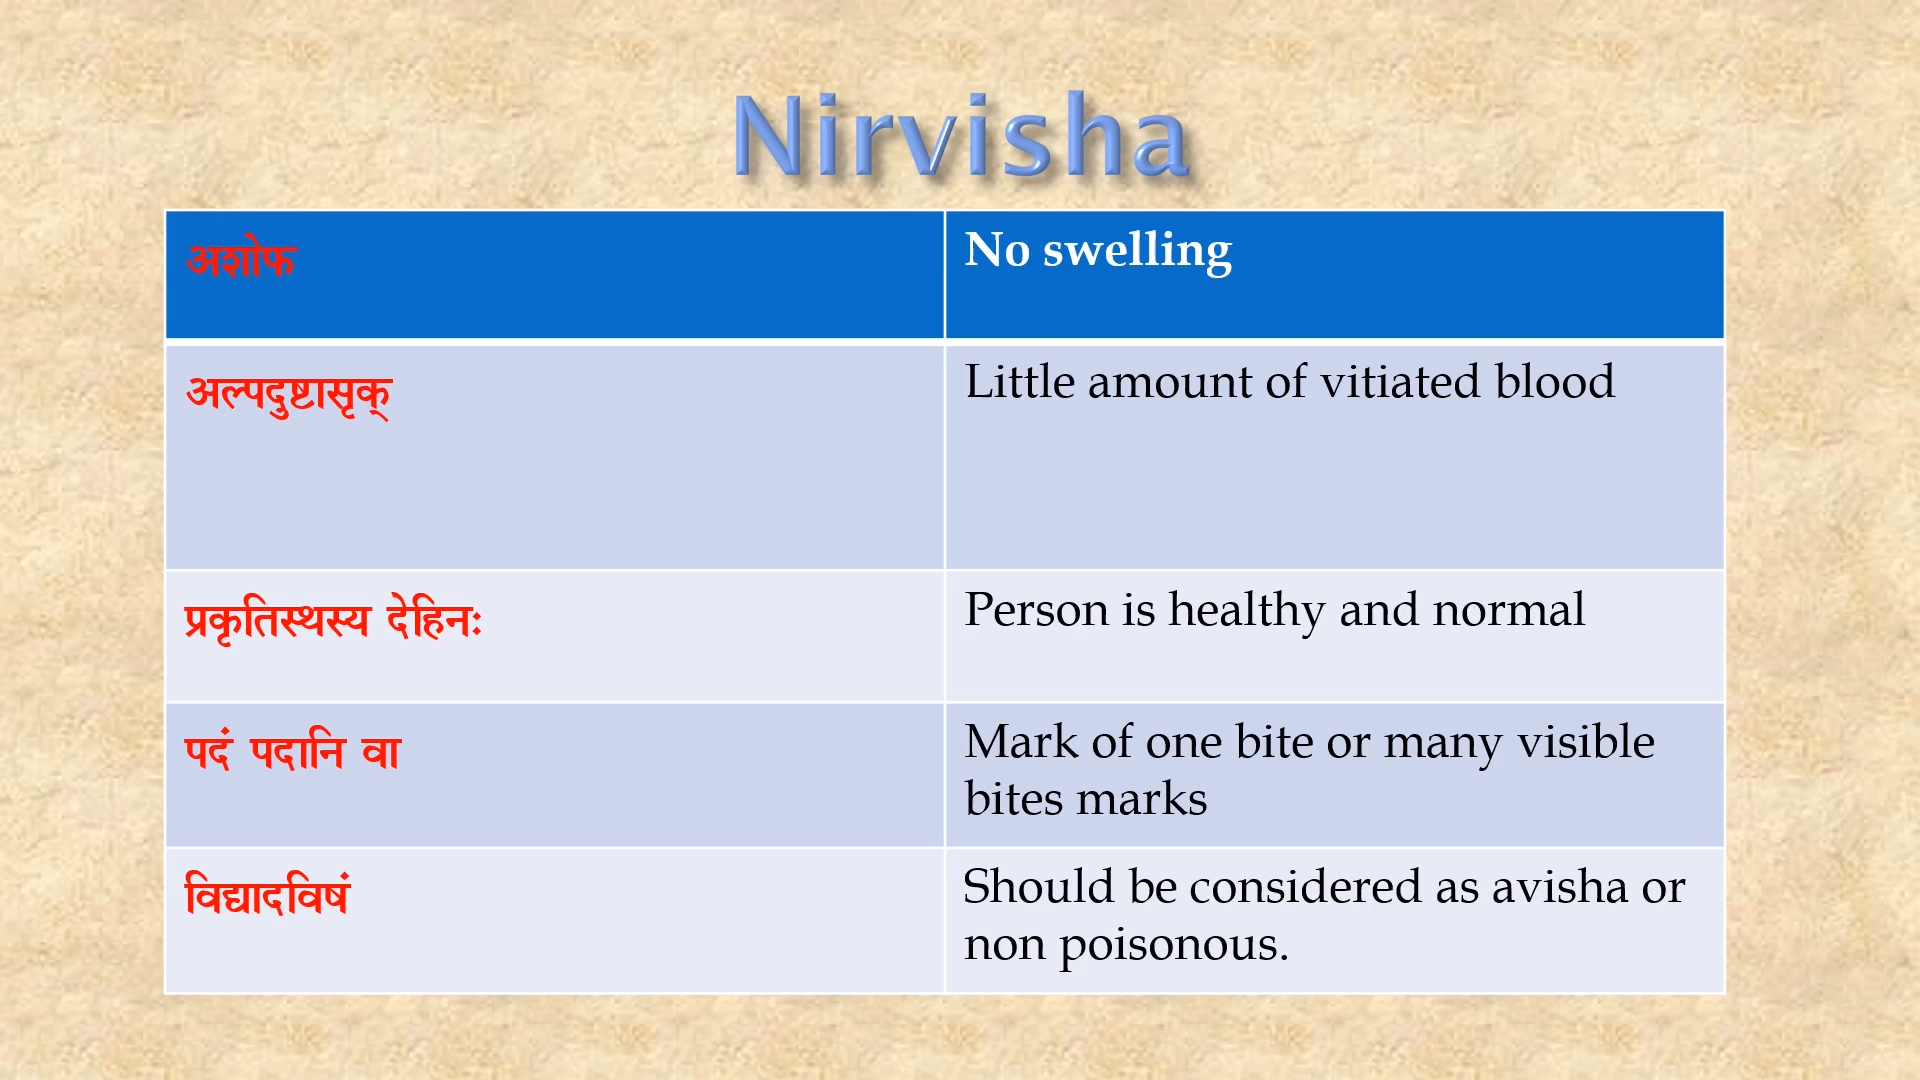 Nirvisha
अशोफ
No swelling
अल्पदुष्टासृक्
Little amount of vitiated blood
प्रकृतिस्थस्य देहिनः
Person is healthy and normal
पदं पदानि वा
Mark of one bite or many visible
bites marks
विद्यादविषं
Should be considered as avisha or
non poisonous.